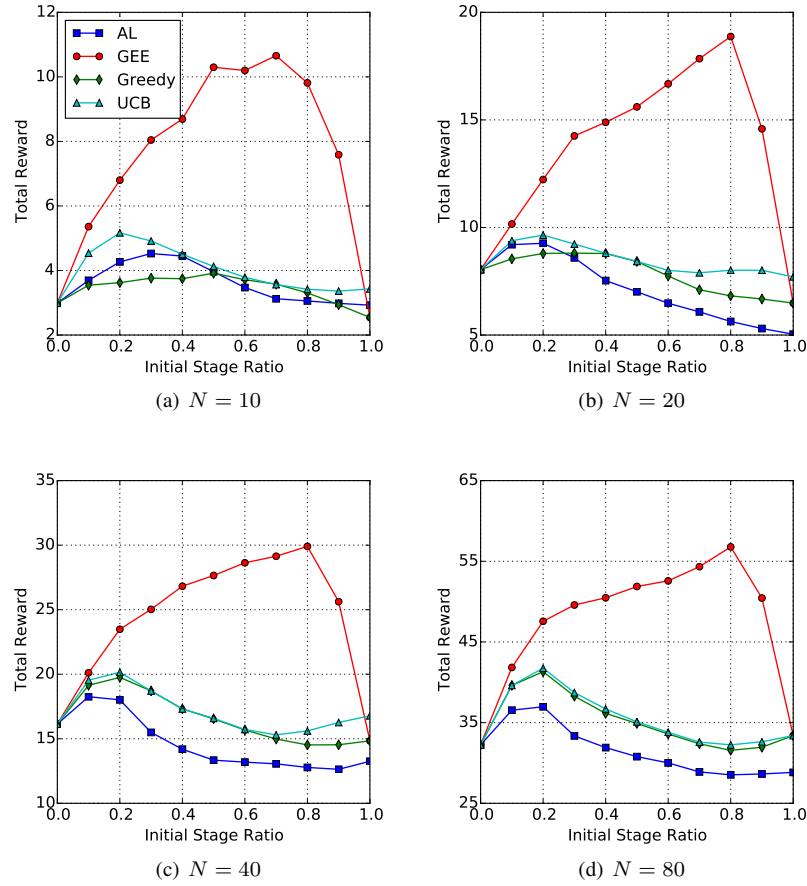 12
10
8
6
4
2
Total Reward
AL
GEE
Greedy
UCB
0.0 0.2 0.4 0.6 0.8 1.0
Initial Stage Ratio
(a) N = 10
20
15
10
5
Total Reward
0.0 0.2 0.4 0.6 0.8 1.0
Initial Stage Ratio
(b) N = 20
35
30
25
20
15
10
Total Reward
0.0 0.2 0.4 0.6 0.8 1.0
Initial Stage Ratio
(c) N = 40
65
55
45
35
25
Total Reward
0.0 0.2 0.4 0.6 0.8 1.0
Initial Stage Ratio
(d) N = 80